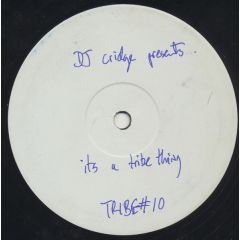 DJ cridge presents..
its a tribe thing
TRIBE#10